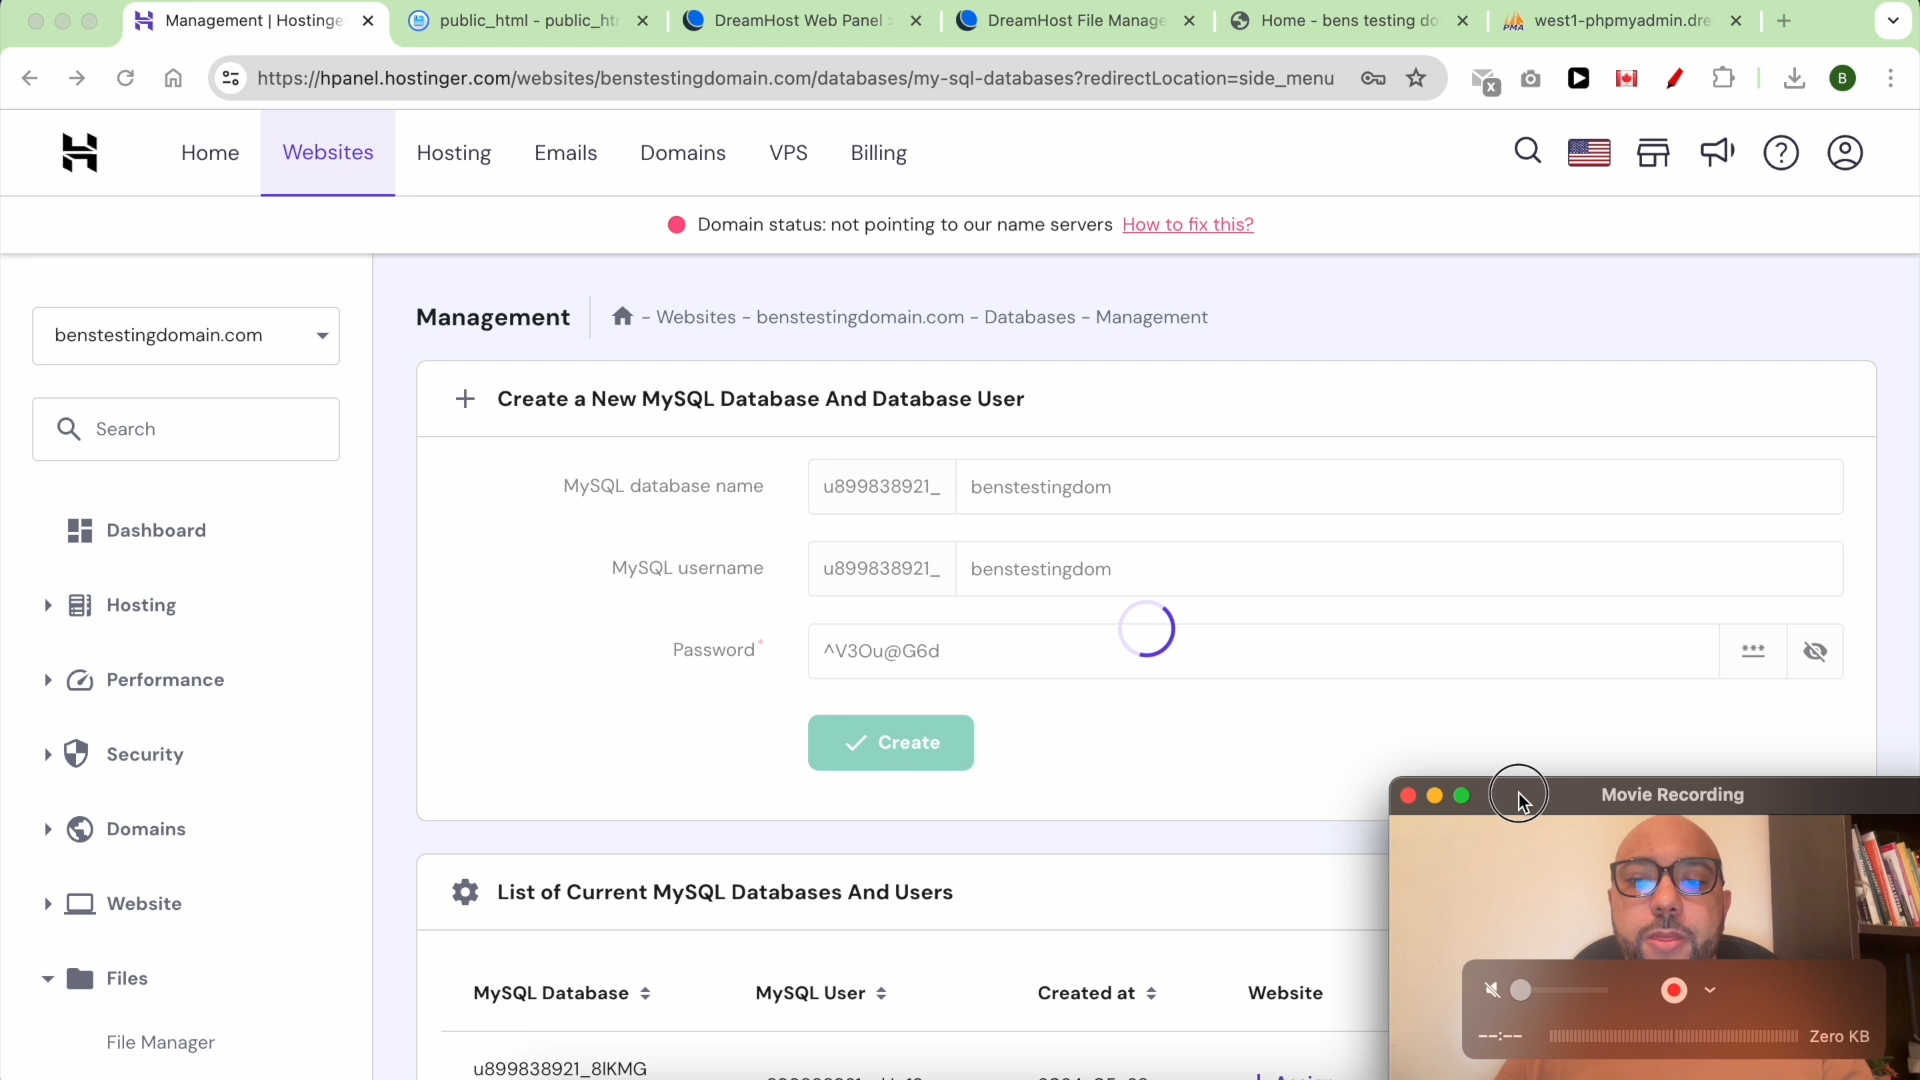 Management | Hostinge
public_html - public_htm
DreamHost Web Panel >
DreamHost File Manage
Home - bens testing do
west1-phpmyadmin.dre
https://hpanel.hostinger.com/websites/benstestingdomain.com/databases/my-sql-databases?redirectLocation=side_menu
B
Home
Websites
Hosting
Emails
Domains
VPS
Billing
Domain status: not pointing to our name servers How to fix this?
benstestingdomain.com
Management
- Websites - benstestingdomain.com - Databases - Management
Search
Create a New MySQL Database And Database User
MySQL database name
u899838921_
benstestingdom
MySQL username
u899838921_
benstestingdom
Password*
^V3Ou@G6d
***
Create
Dashboard
Hosting
Performance
Security
Domains
Website
Files
File Manager
List of Current MySQL Databases And Users
MySQL Database
MySQL User
Created at
Website
u899838921_8IKMG
Movie Recording
--:--
Zero KB